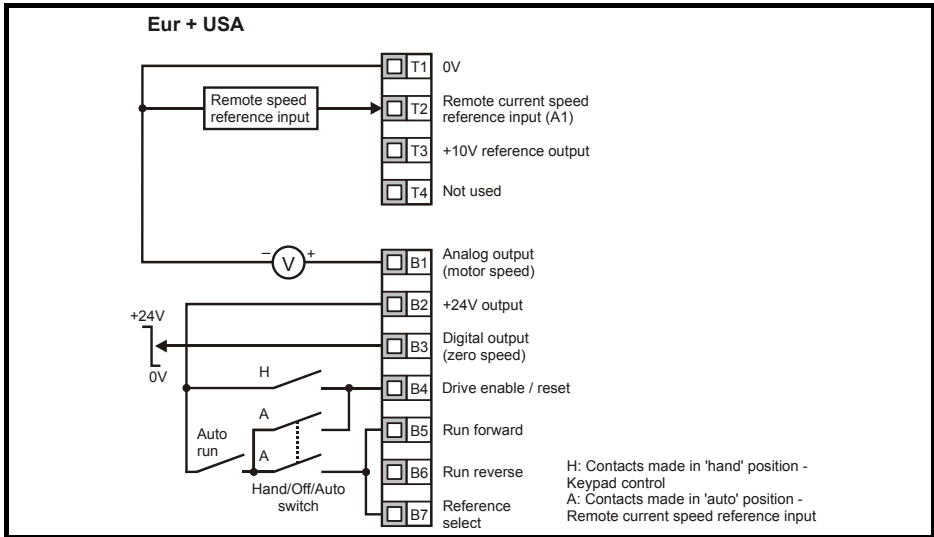 Eur + USA
T1 0V
Remote speed
reference input
T2 Remote current speed
reference input (A1)
T3 +10V reference output
T4 Not used
– V + B1 Analog output
(motor speed)
B2 +24V output
+24V
0V
B3 Digital output
(zero speed)
H
B4 Drive enable / reset
A
B5 Run forward
Auto
run
A
B6 Run reverse
Hand/Off/Auto
switch
B7 Reference
select
H: Contacts made in 'hand' position -
Keypad control
A: Contacts made in 'auto' position -
Remote current speed reference input